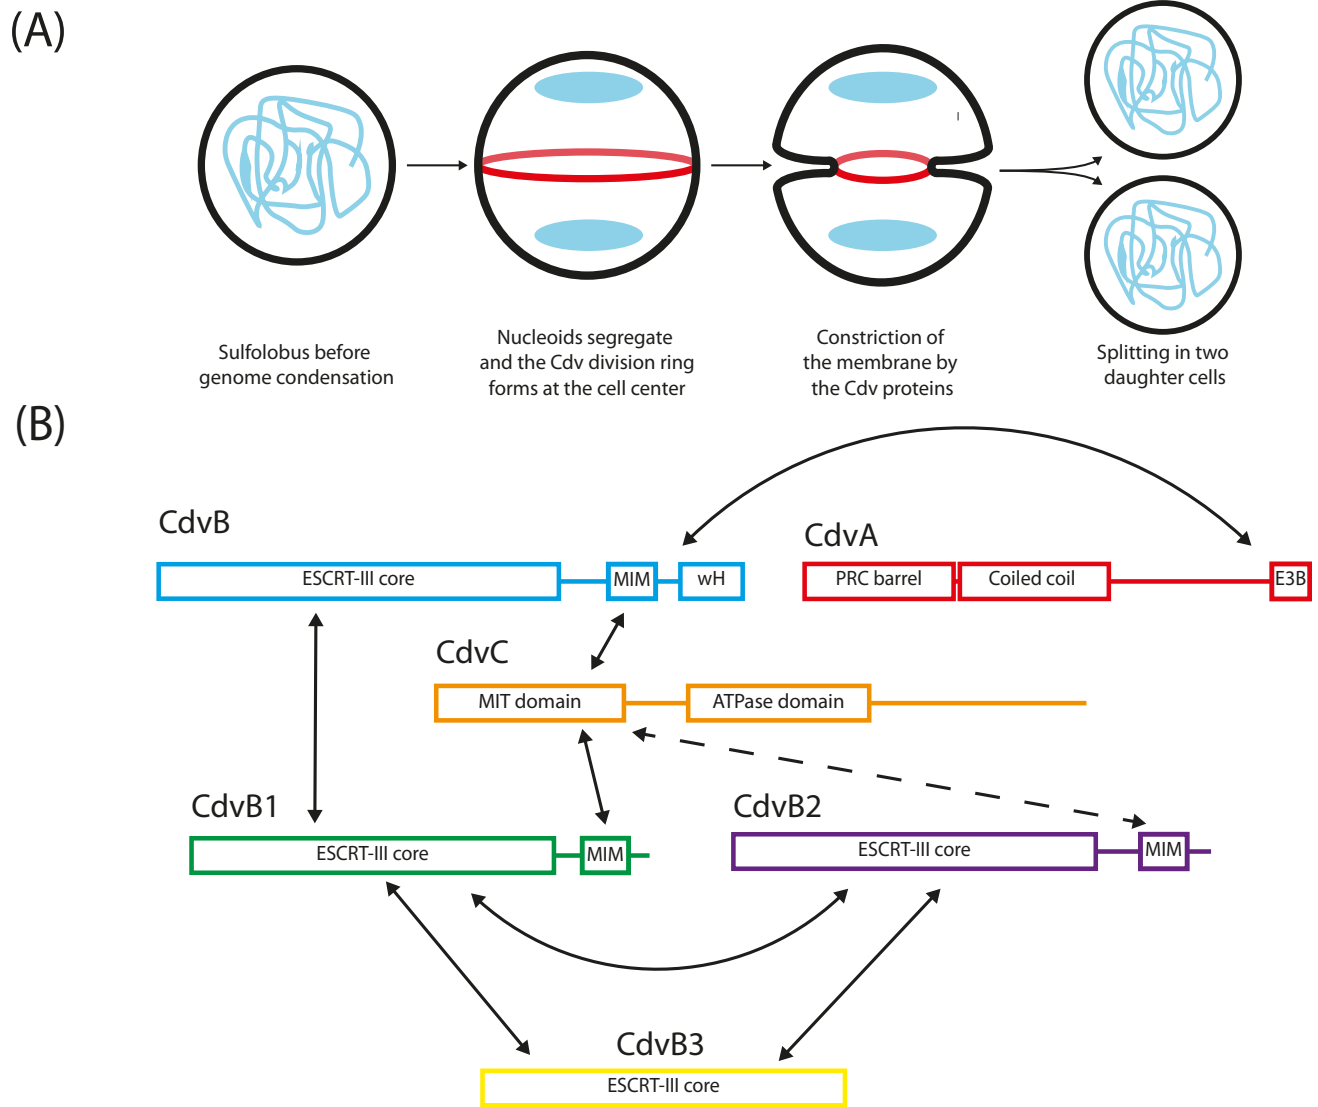 (A)
Sulfolobus before
genome condensation
Nucleoids segregate
and the Cdv division ring
forms at the cell center
Constriction of
the membrane by
the Cdv proteins
Splitting in two
daughter cells
(B)
CdvB
ESCRT-III core
MIM
wH
CdvA
PRC barrel
Coiled coil
E3B
CdvC
MIT domain
ATPase domain
CdvB1
ESCRT-III core
MIM
CdvB2
ESCRT-III core
MIM
CdvB3
ESCRT-III core